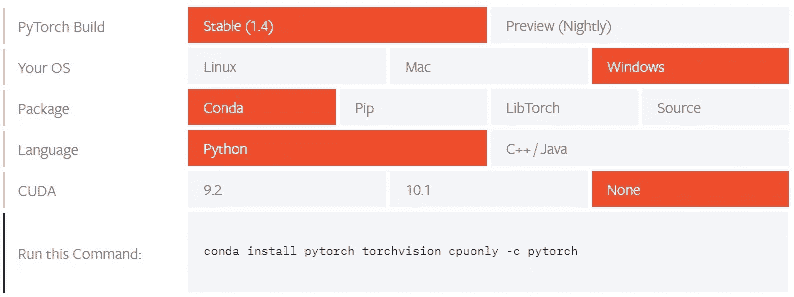 PyTorch Build Stable (1.4) Preview (Nightly)
Your OS Linux Mac Windows
Package Conda Pip LibTorch Source
Language Python C++ / Java
CUDA 9.2 10.1 None
Run this Command: conda install pytorch torchvision cpuonly -c pytorch